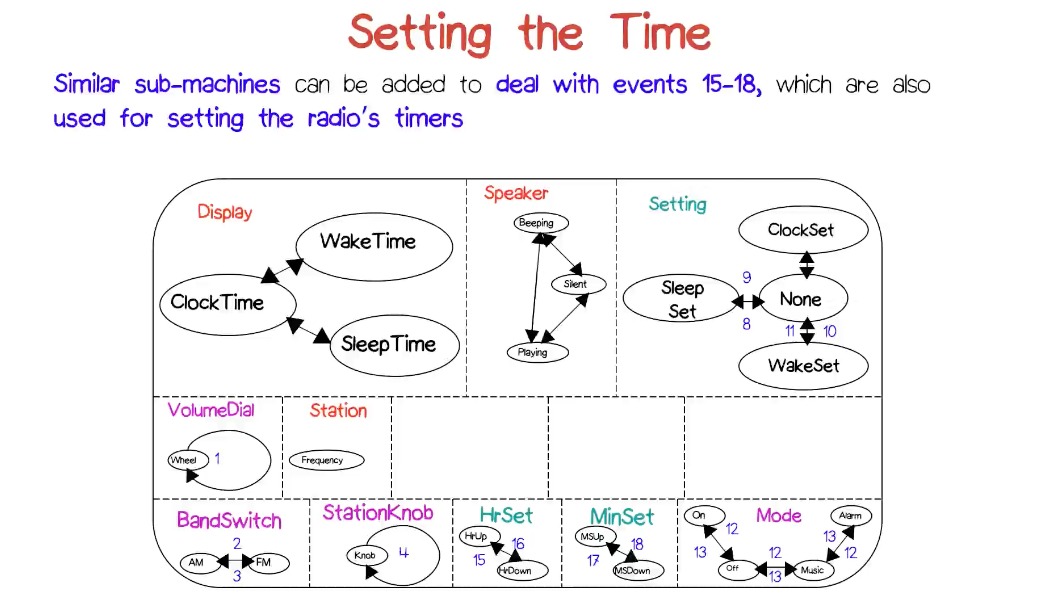 Setting the Time
Similar sub-machines can be added to deal with events 15-18, which are also
used for setting the radio's timers
Display
WakeTime
ClockTime
SleepTime
Speaker
Beeping
Silent
Playing
Setting
ClockSet
9
Sleep
Set
None
8
11
10
WakeSet
VolumeDial
Wheel
1
Station
Frequency
BandSwitch
2
AM
FM
3
StationKnob
Knob
4
HrSet
HrUp
16
15
HrDown
MinSet
MSUp
18
17
MSDown
Mode
On
Alarm
12
13
13
12
12
Off
Music
13